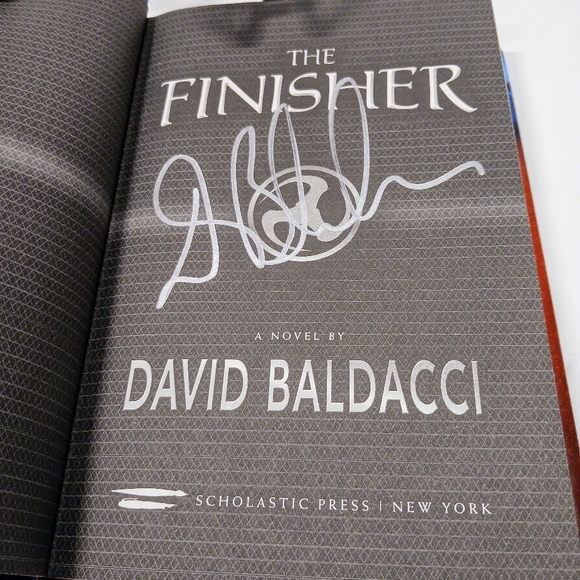 THE
FINISHER
A NOVEL BY
DAVID BALDACCI
SCHOLASTIC PRESS | NEW YORK